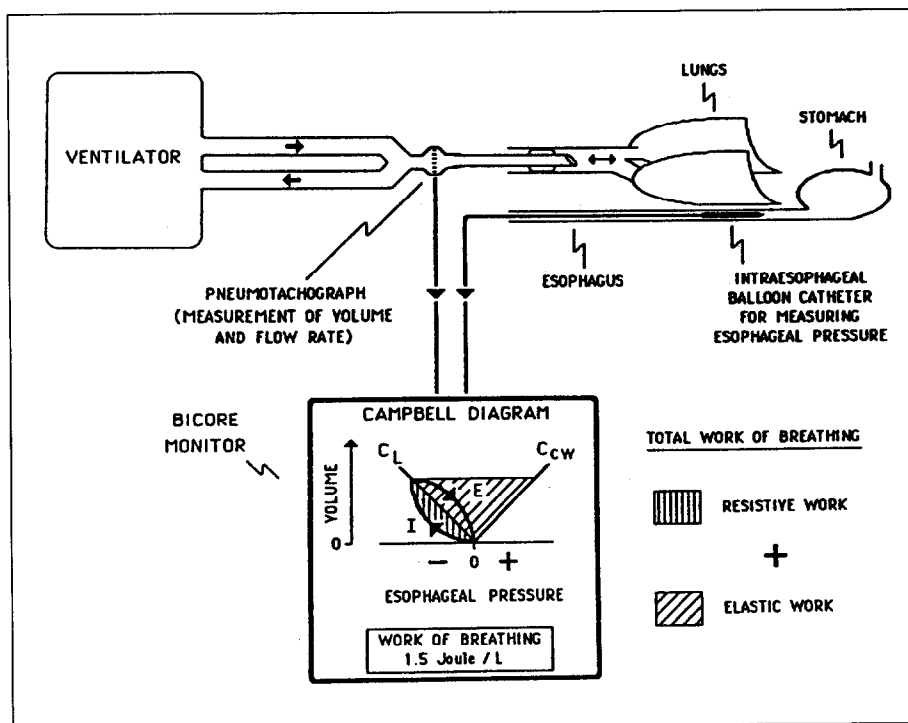 LUNGS
STOMACH
VENTILATOR
PNEUMOTACHOGRAPH
(MEASUREMENT OF VOLUME
AND FLOW RATE)
ESOPHAGUS
INTRAESOPHAGEAL
BALLOON CATHETER
FOR MEASURING
ESOPHAGEAL PRESSURE
BICORE
MONITOR
CAMPBELL DIAGRAM
CL
CCW
VOLUME
E
I
0
− 0 +
ESOPHAGEAL PRESSURE
WORK OF BREATHING
1.5 Joule / L
TOTAL WORK OF BREATHING
RESISTIVE WORK
+
ELASTIC WORK